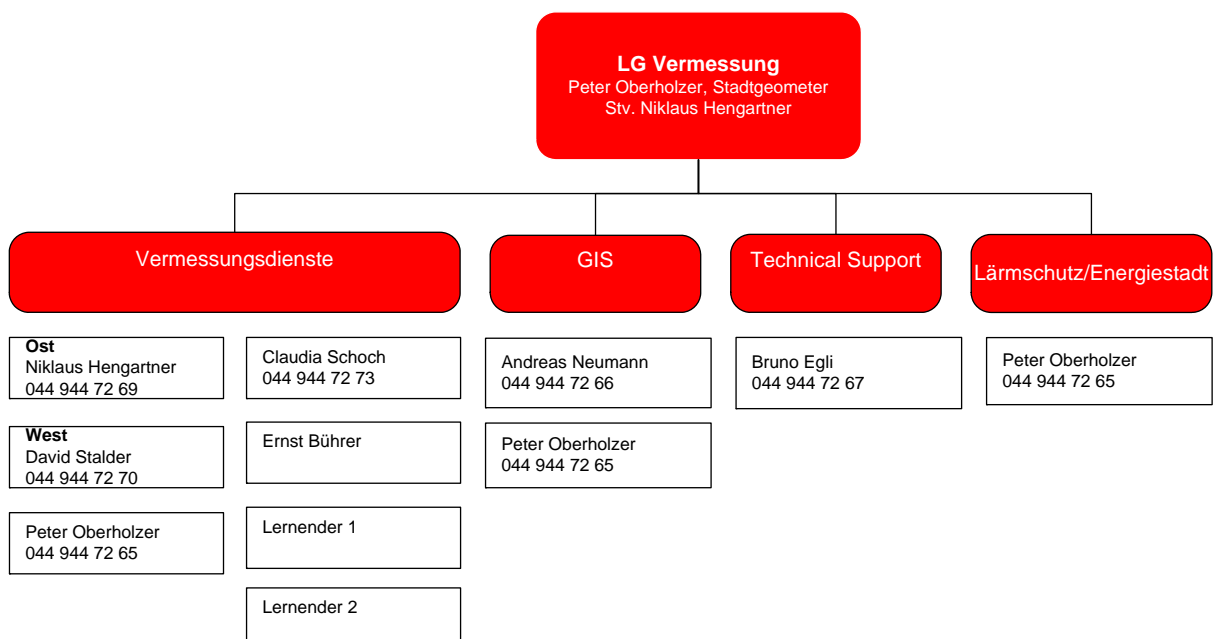 LG Vermessung
Peter Oberholzer, Stadtgeometer
Stv. Niklaus Hengartner
Vermessungsdienste
GIS
Technical Support
Lärmschutz/Energiestadt
Ost
Niklaus Hengartner
044 944 72 69
West
David Stalder
044 944 72 70
Peter Oberholzer
044 944 72 65
Claudia Schoch
044 944 72 73
Ernst Bührer
Lernender 1
Lernender 2
Andreas Neumann
044 944 72 66
Peter Oberholzer
044 944 72 65
Bruno Egli
044 944 72 67
Peter Oberholzer
044 944 72 65